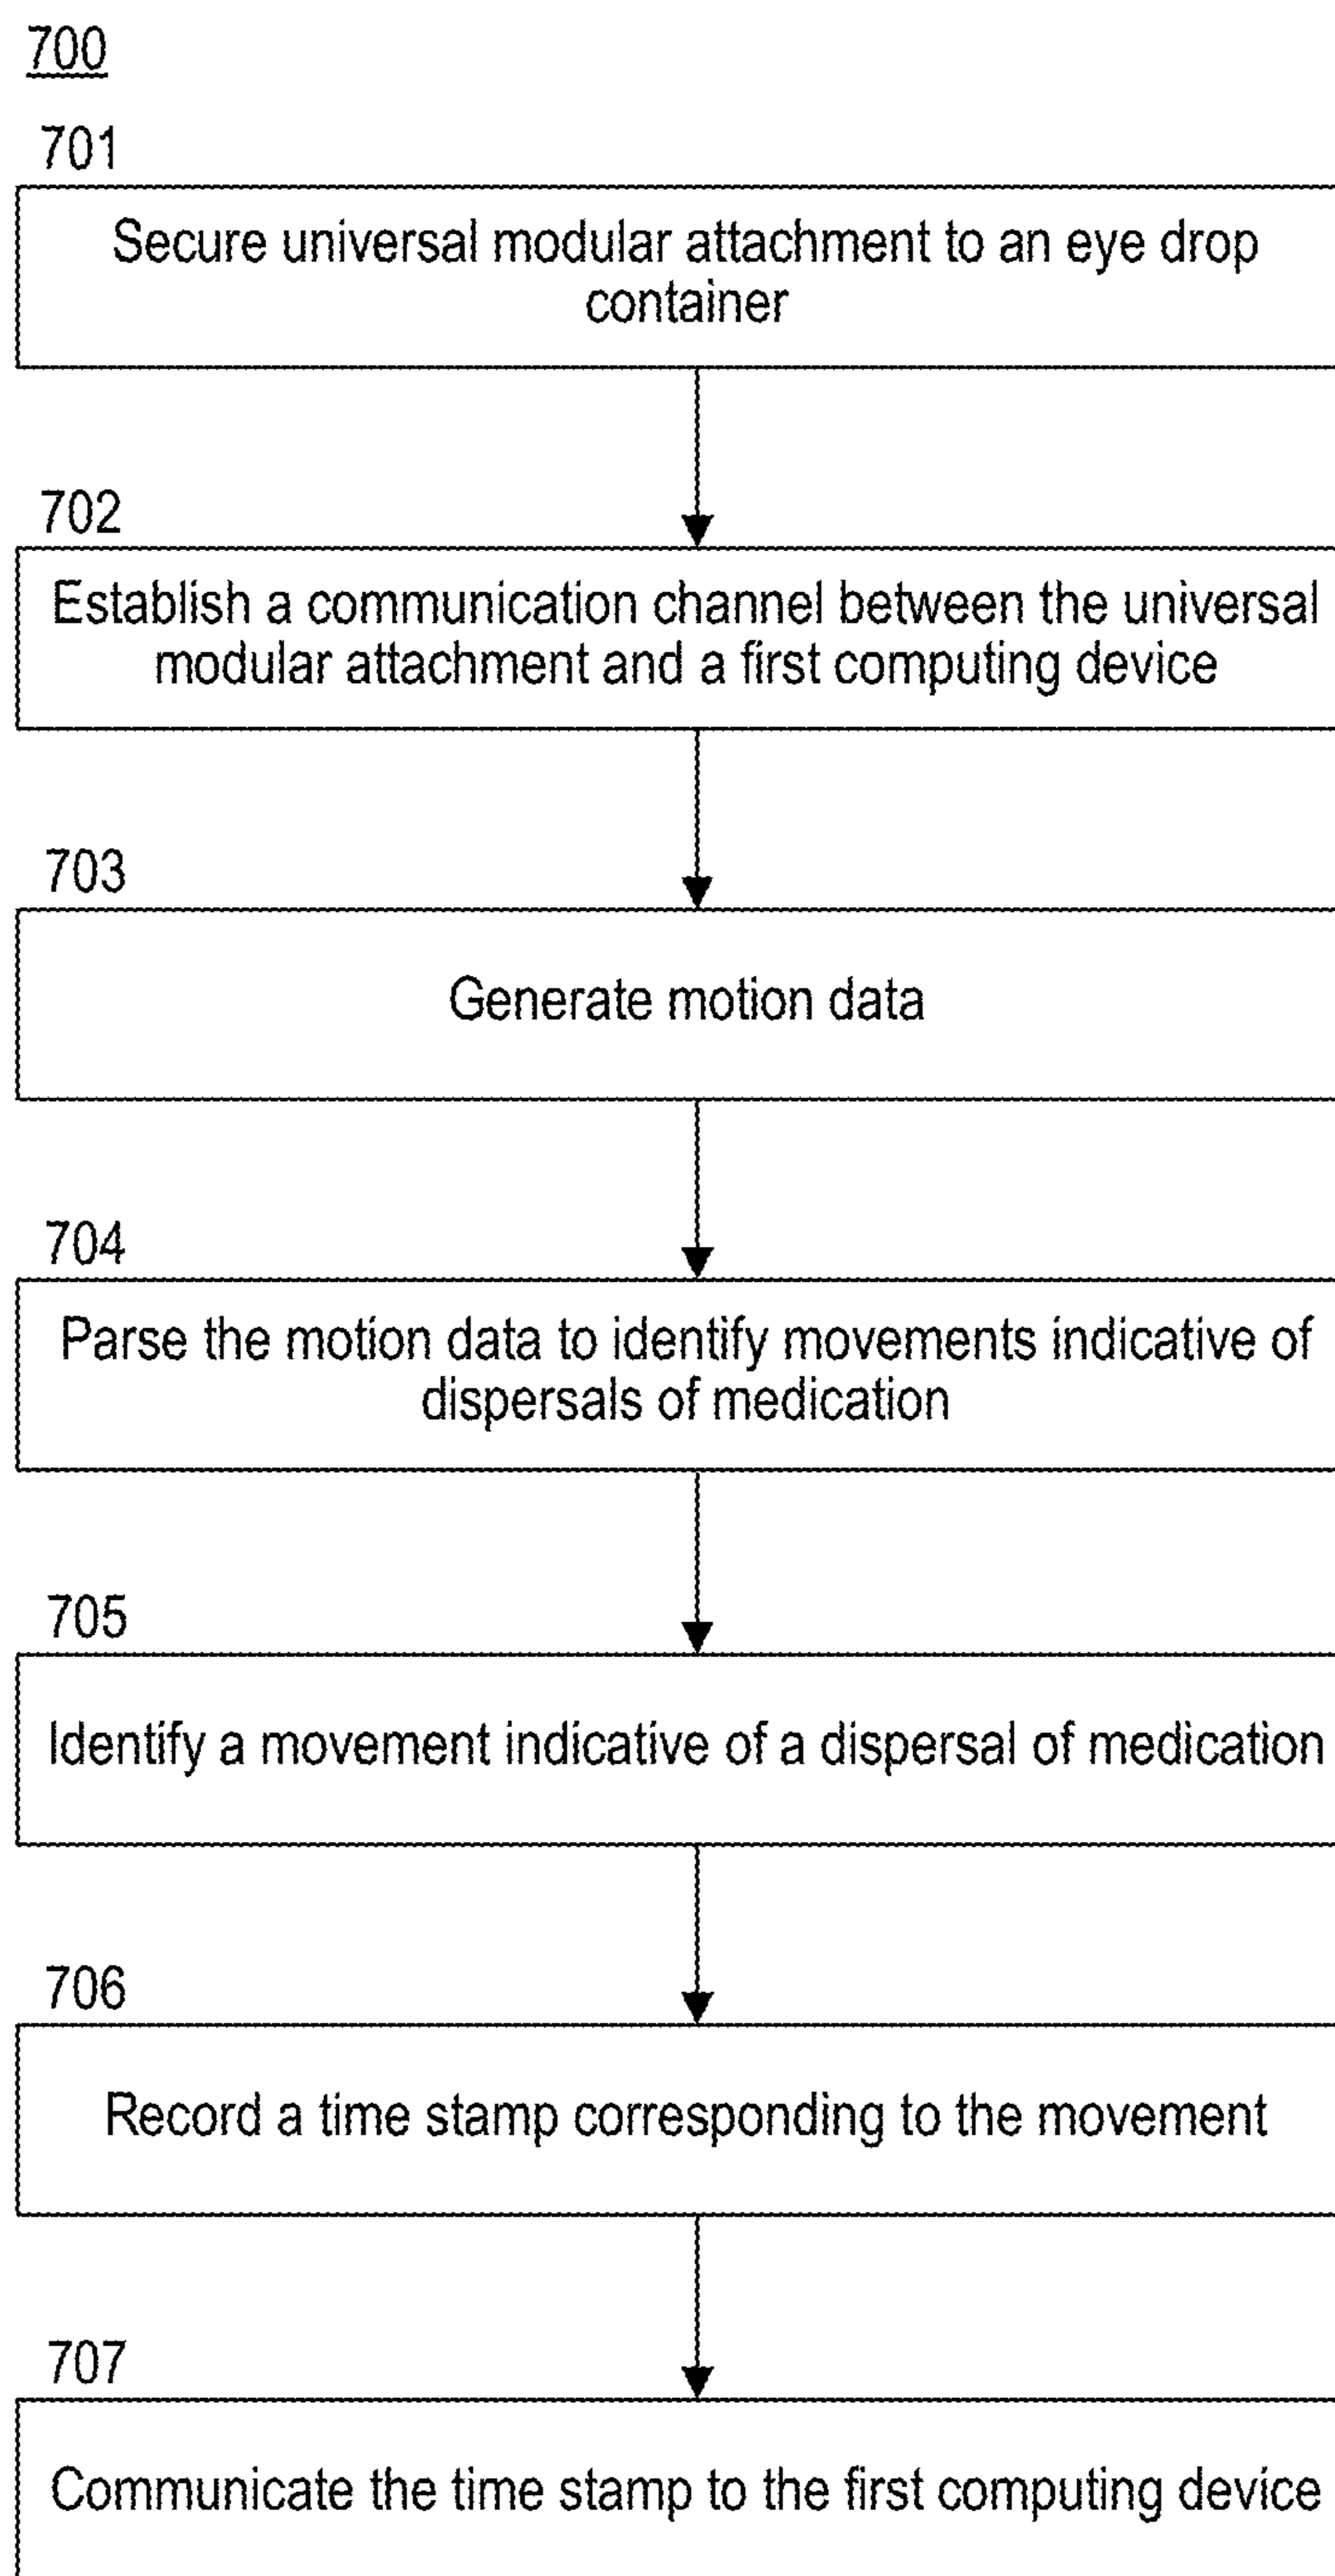 700
701
Secure universal modular attachment to an eye drop
container
702
Establish a communication channel between the universal
modular attachment and a first computing device
703
Generate motion data
704
Parse the motion data to identify movements indicative of
dispersals of medication
705
Identify a movement indicative of a dispersal of medication
706
Record a time stamp corresponding to the movement
707
Communicate the time stamp to the first computing device